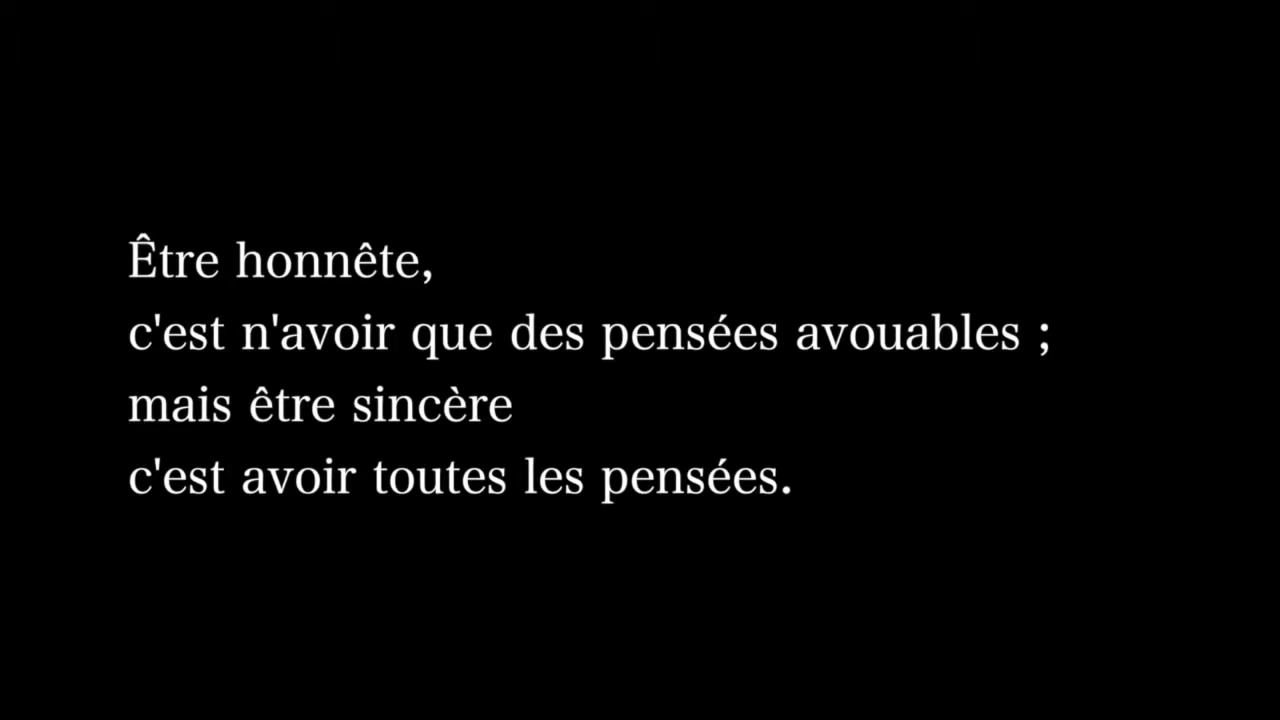 Être honnête,
c'est n'avoir que des pensées avouables ;
mais être sincère
c'est avoir toutes les pensées.